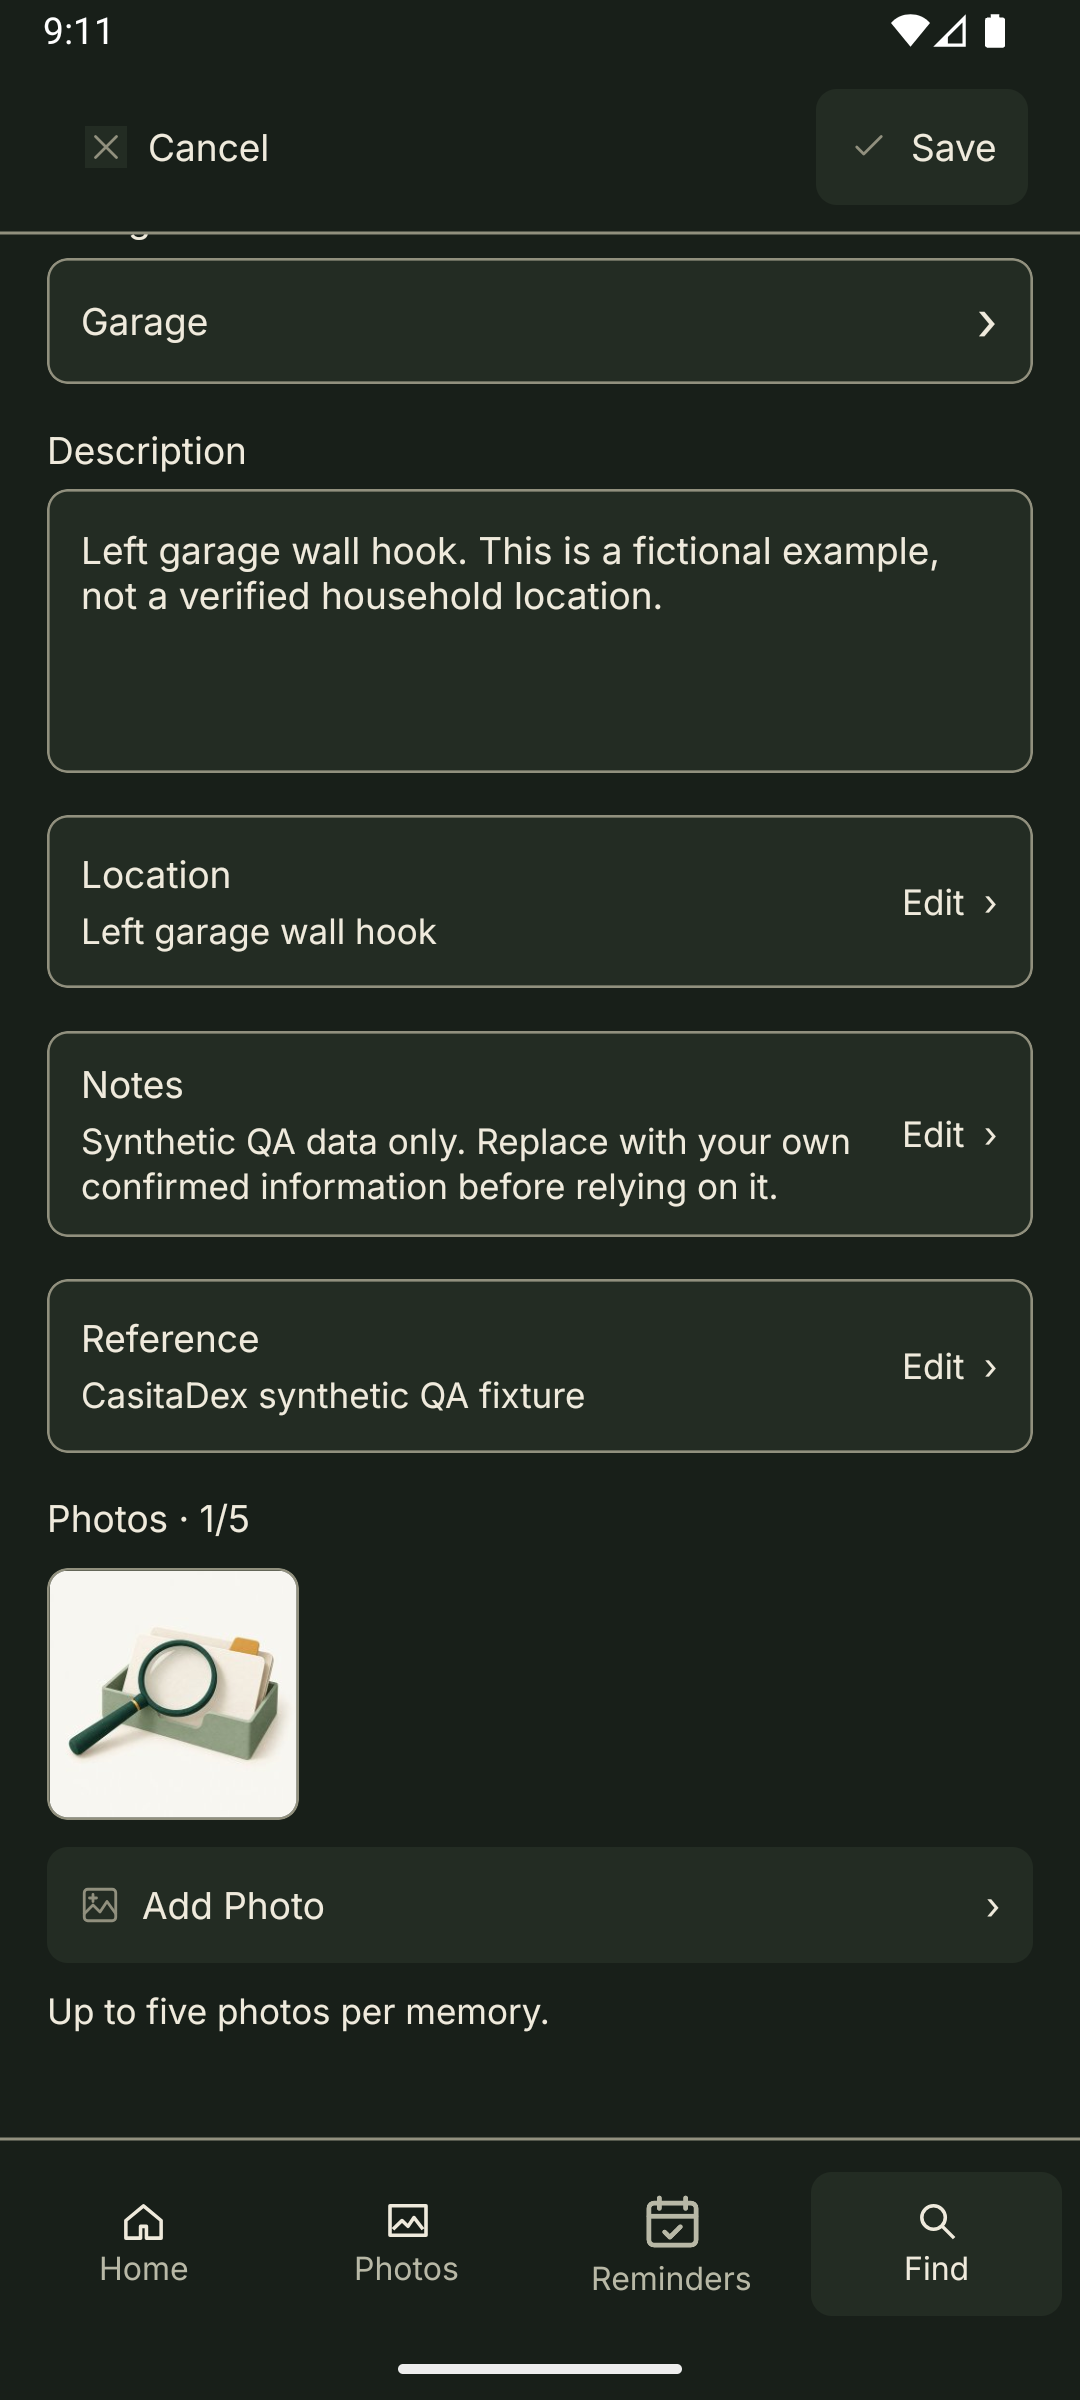 9:11
Cancel
Save
Garage
Description
Left garage wall hook. This is a fictional example,
not a verified household location.
Location
Left garage wall hook
Edit ›
Notes
Synthetic QA data only. Replace with your own
confirmed information before relying on it.
Edit ›
Reference
CasitaDex synthetic QA fixture
Edit ›
Photos · 1/5
Add Photo
Up to five photos per memory.
Home
Photos
Reminders
Find